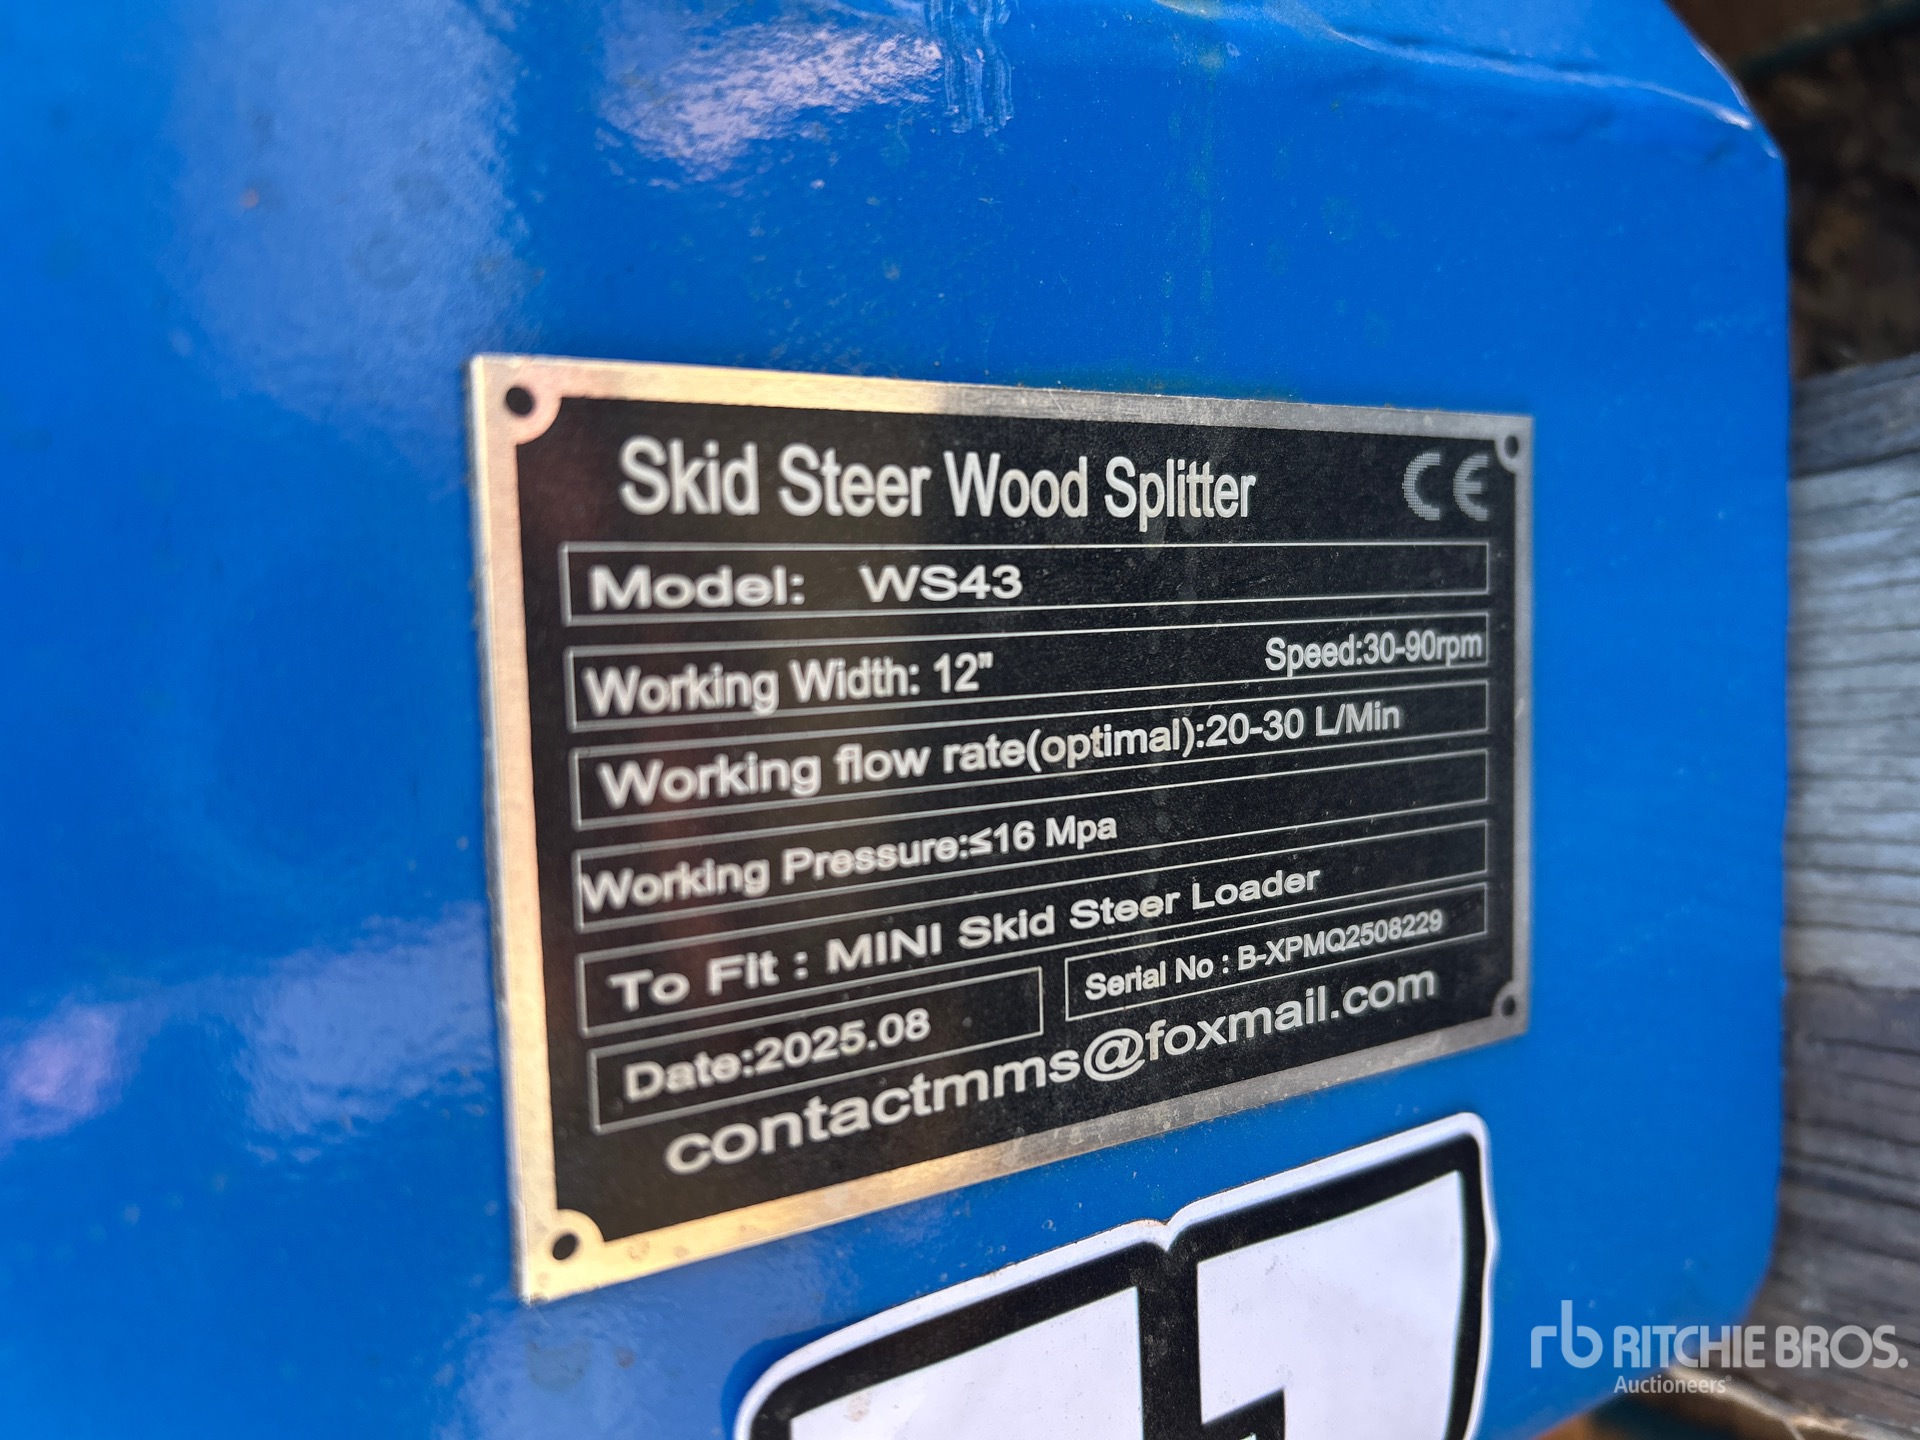 Skid Steer Wood Splitter CE
Model: WS43
Working Width: 12" Speed:30-90rpm
Working flow rate(optimal):20-30 L/Min
Working Pressure:≤16 Mpa
To Fit : MINI Skid Steer Loader
Date:2025.08 Serial No : B-XPMQ2508229
contactmms@foxmail.com
rb RITCHIE BROS.
Auctioneers